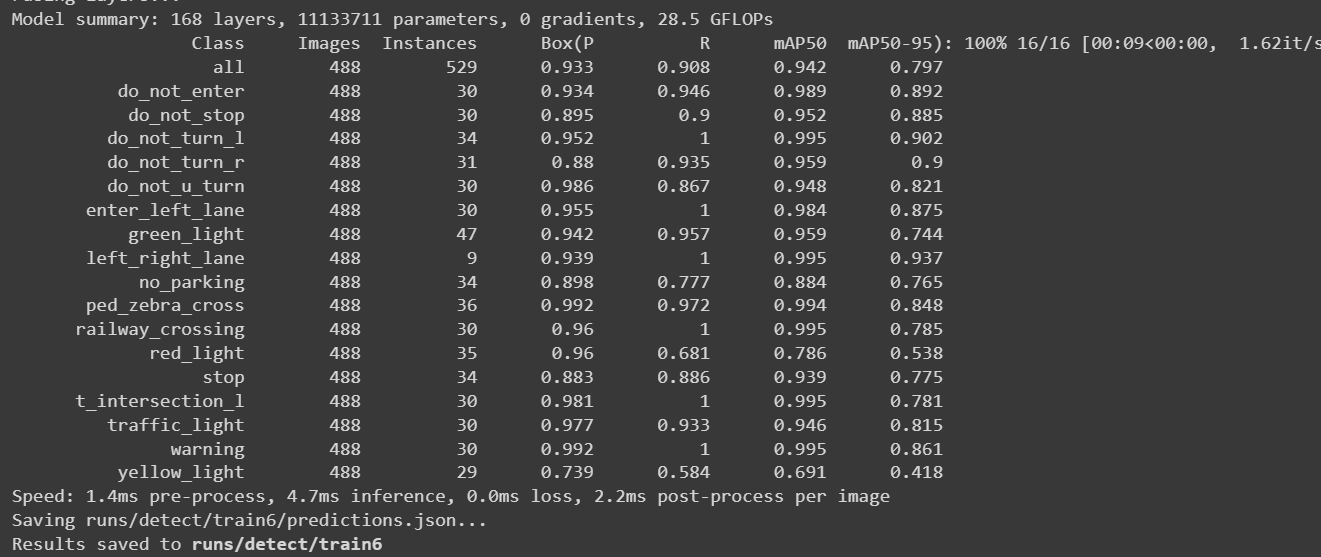 Model summary: 168 layers, 11133711 parameters, 0 gradients, 28.5 GFLOPs
Class Images Instances Box(P R mAP50 mAP50-95): 100% 16/16 [00:09<00:00, 1.62it/s
all 488 529 0.933 0.908 0.942 0.797
do_not_enter 488 30 0.934 0.946 0.989 0.892
do_not_stop 488 30 0.895 0.9 0.952 0.885
do_not_turn_l 488 34 0.952 1 0.995 0.902
do_not_turn_r 488 31 0.88 0.935 0.959 0.9
do_not_u_turn 488 30 0.986 0.867 0.948 0.821
enter_left_lane 488 30 0.955 1 0.984 0.875
green_light 488 47 0.942 0.957 0.959 0.744
left_right_lane 488 9 0.939 1 0.995 0.937
no_parking 488 34 0.898 0.777 0.884 0.765
ped_zebra_cross 488 36 0.992 0.972 0.994 0.848
railway_crossing 488 30 0.96 1 0.995 0.785
red_light 488 35 0.96 0.681 0.786 0.538
stop 488 34 0.883 0.886 0.939 0.775
t_intersection_l 488 30 0.981 1 0.995 0.781
traffic_light 488 30 0.977 0.933 0.946 0.815
warning 488 30 0.992 1 0.995 0.861
yellow_light 488 29 0.739 0.584 0.691 0.418
Speed: 1.4ms pre-process, 4.7ms inference, 0.0ms loss, 2.2ms post-process per image
Saving runs/detect/train6/predictions.json...
Results saved to runs/detect/train6